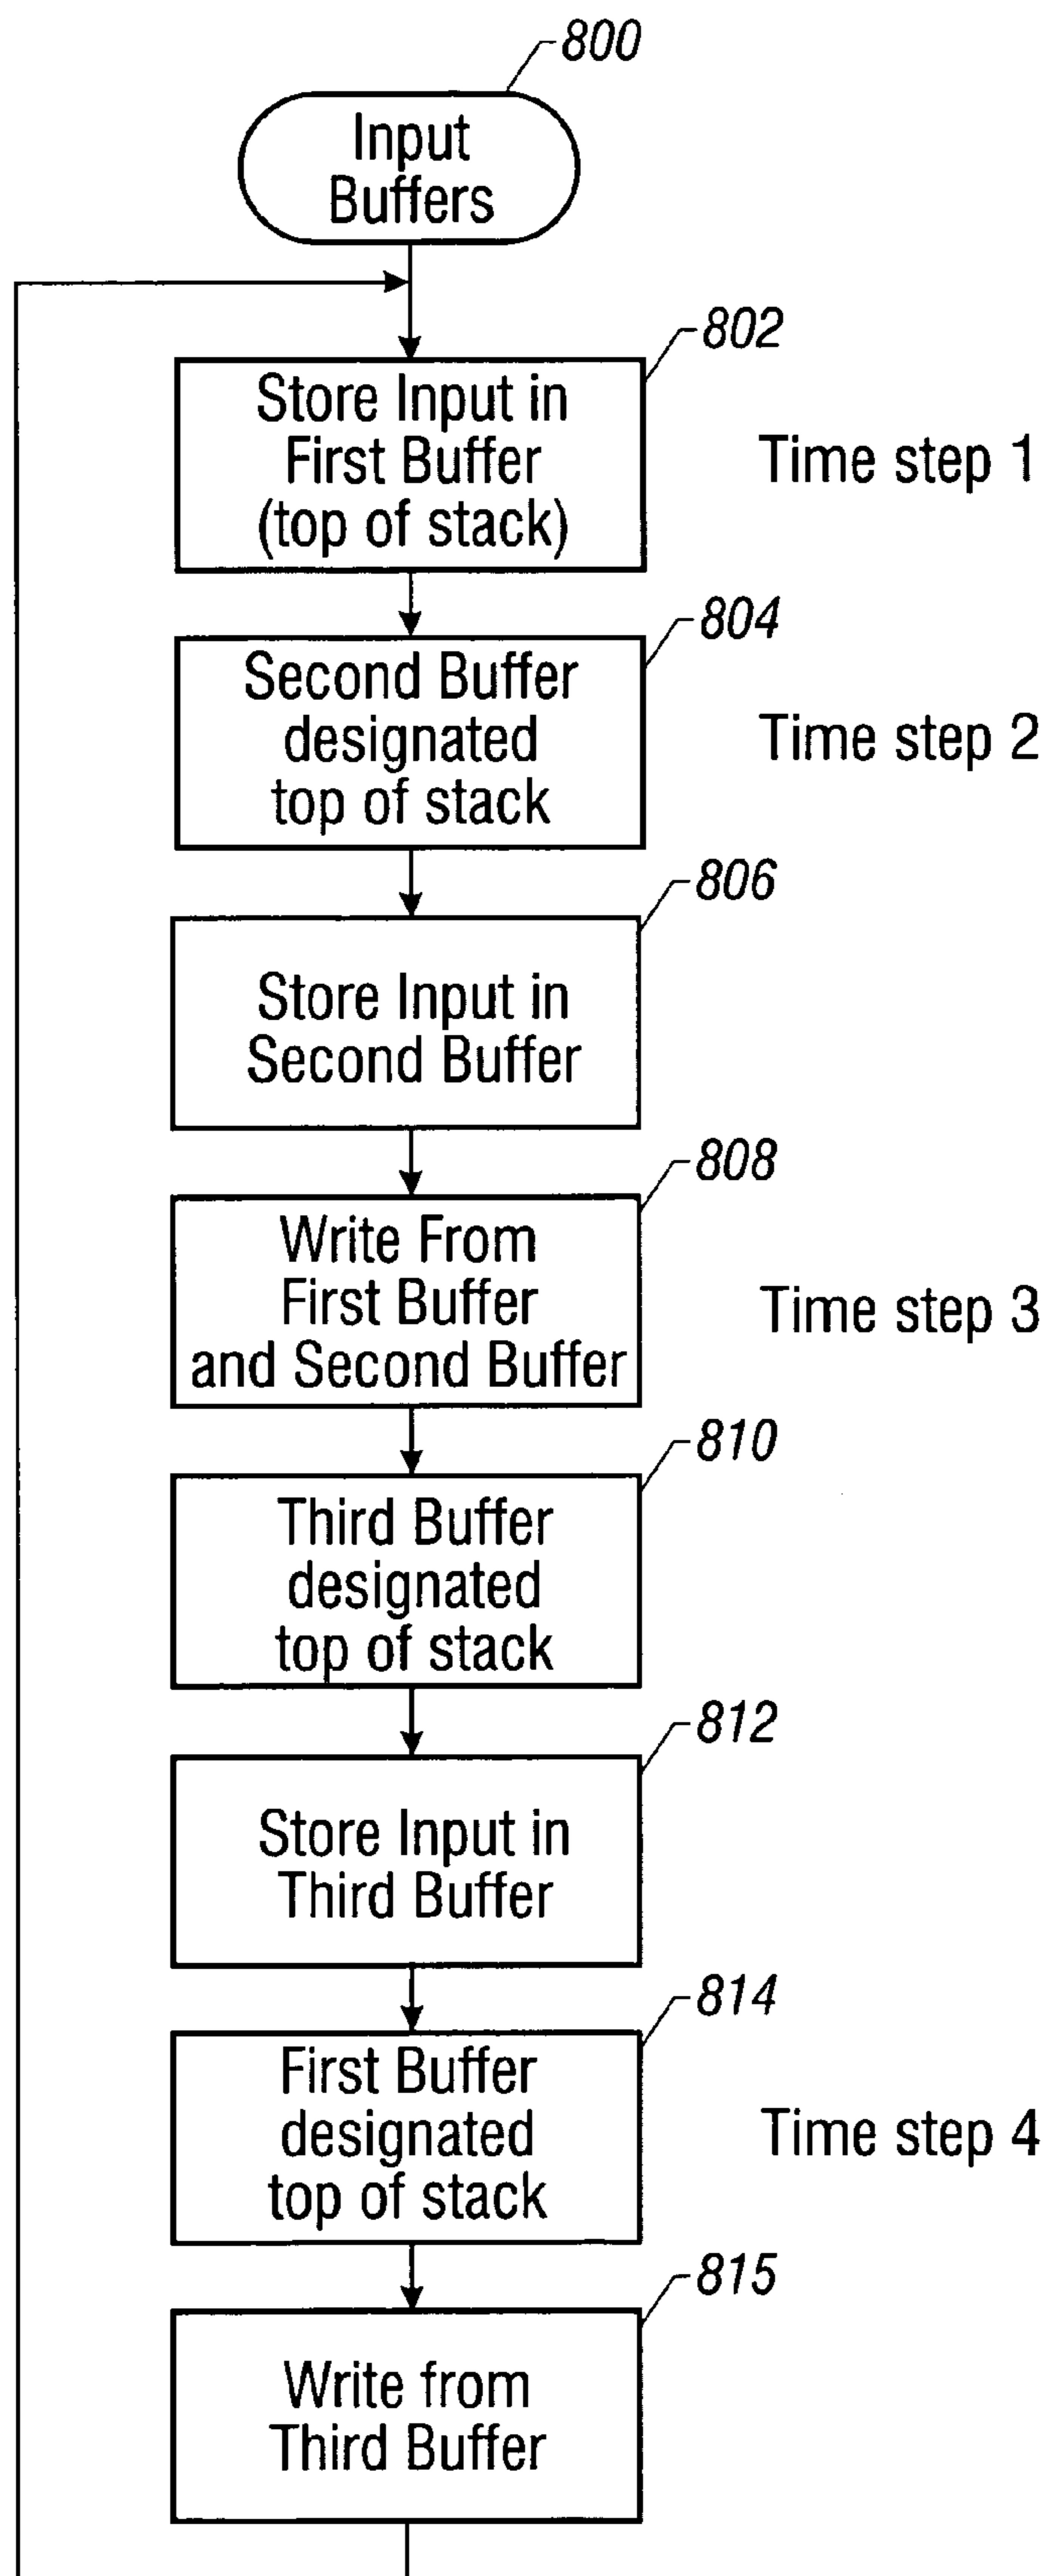 800
Input
Buffers
802
Store Input in
First Buffer
(top of stack)
Time step 1
804
Second Buffer
designated
top of stack
Time step 2
806
Store Input in
Second Buffer
808
Write From
First Buffer
and Second Buffer
Time step 3
810
Third Buffer
designated
top of stack
812
Store Input in
Third Buffer
814
First Buffer
designated
top of stack
Time step 4
815
Write from
Third Buffer